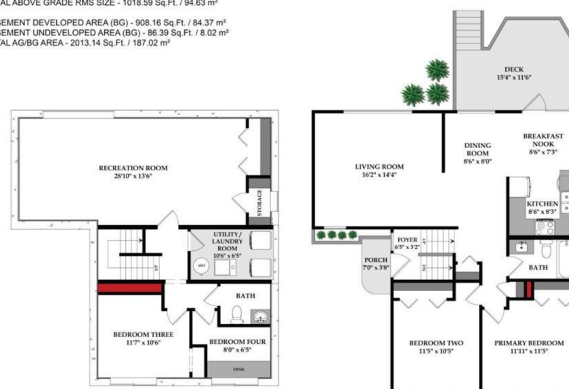 AL ABOVE GRADE RMS SIZE - 1018.59 Sq.Ft. / 94.63 m²
SEMENT DEVELOPED AREA (BG) - 908.16 Sq.Ft. / 84.37 m²
SEMENT UNDEVELOPED AREA (BG) - 86.39 Sq.Ft. / 8.02 m²
AL AG/BG AREA - 2013.14 Sq.Ft. / 187.02 m²
DECK
15'4" x 11'6"
RECREATION ROOM
28'10" x 13'6"
STORAGE
UTILITY/
LAUNDRY
ROOM
10'6" x 6'5"
UP
BATH
BEDROOM THREE
11'7" x 10'6"
BEDROOM FOUR
8'0" x 6'5"
DESK
LIVING ROOM
16'2" x 14'4"
DINING
ROOM
8'6" x 8'0"
BREAKFAST
NOOK
8'6" x 7'3"
KITCHEN
8'6" x 8'3"
FOYER
6'5" x 3'2"
UP
DN
PORCH
7'0" x 3'8"
BATH
BEDROOM TWO
11'5" x 10'5"
PRIMARY BEDROOM
11'11" x 11'5"